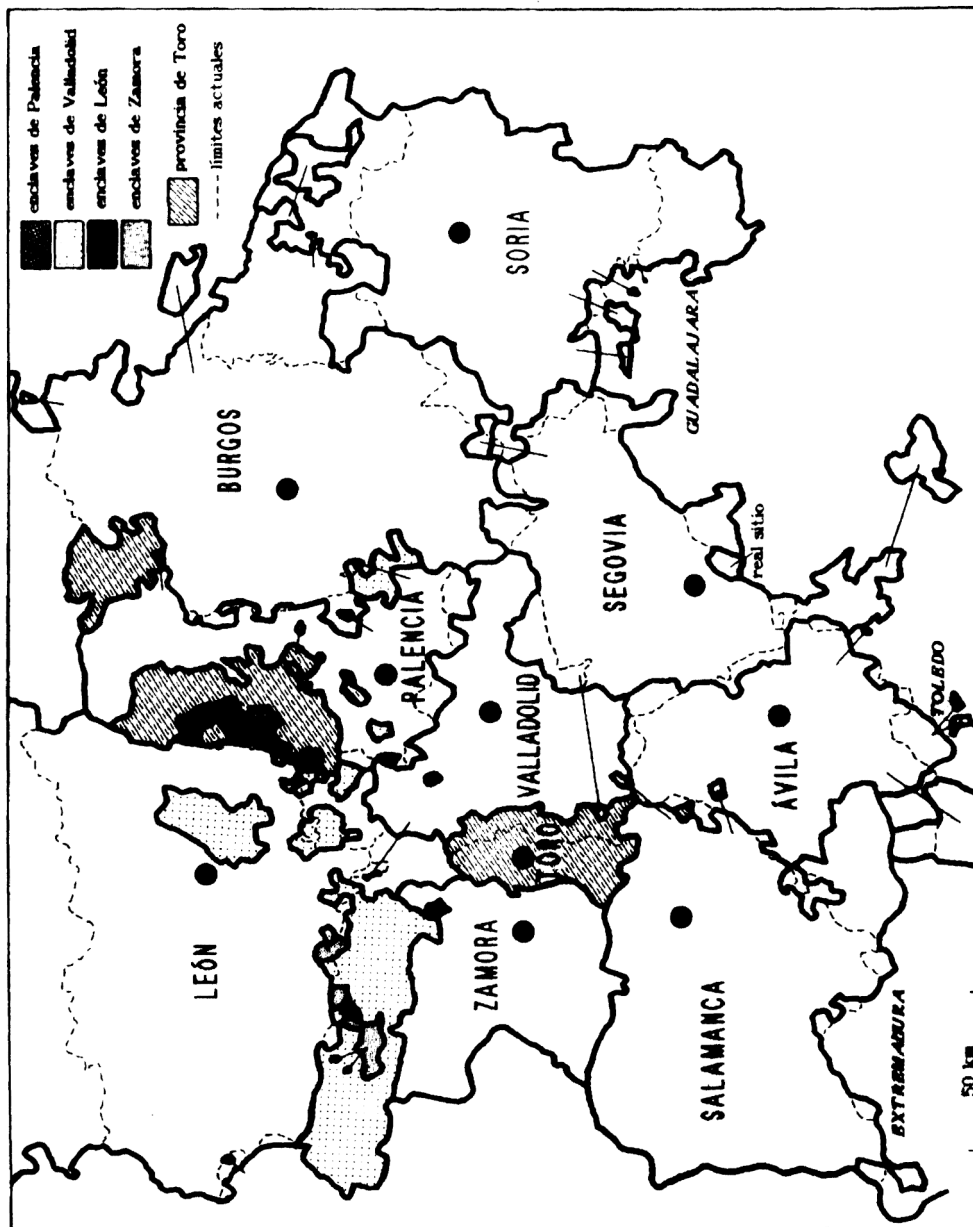 enclaves de Palencia
enclaves de Valladolid
enclaves de León
enclaves de Zamora
provincia de Toro
límites actuales
LEÓN
BURGOS
PALENCIA
SORIA
ZAMORA
TORO
VALLADOLID
SEGOVIA
GUADALAJARA
real sitio
SALAMANCA
ÁVILA
TOLEDO
EXTREMADURA
50 km